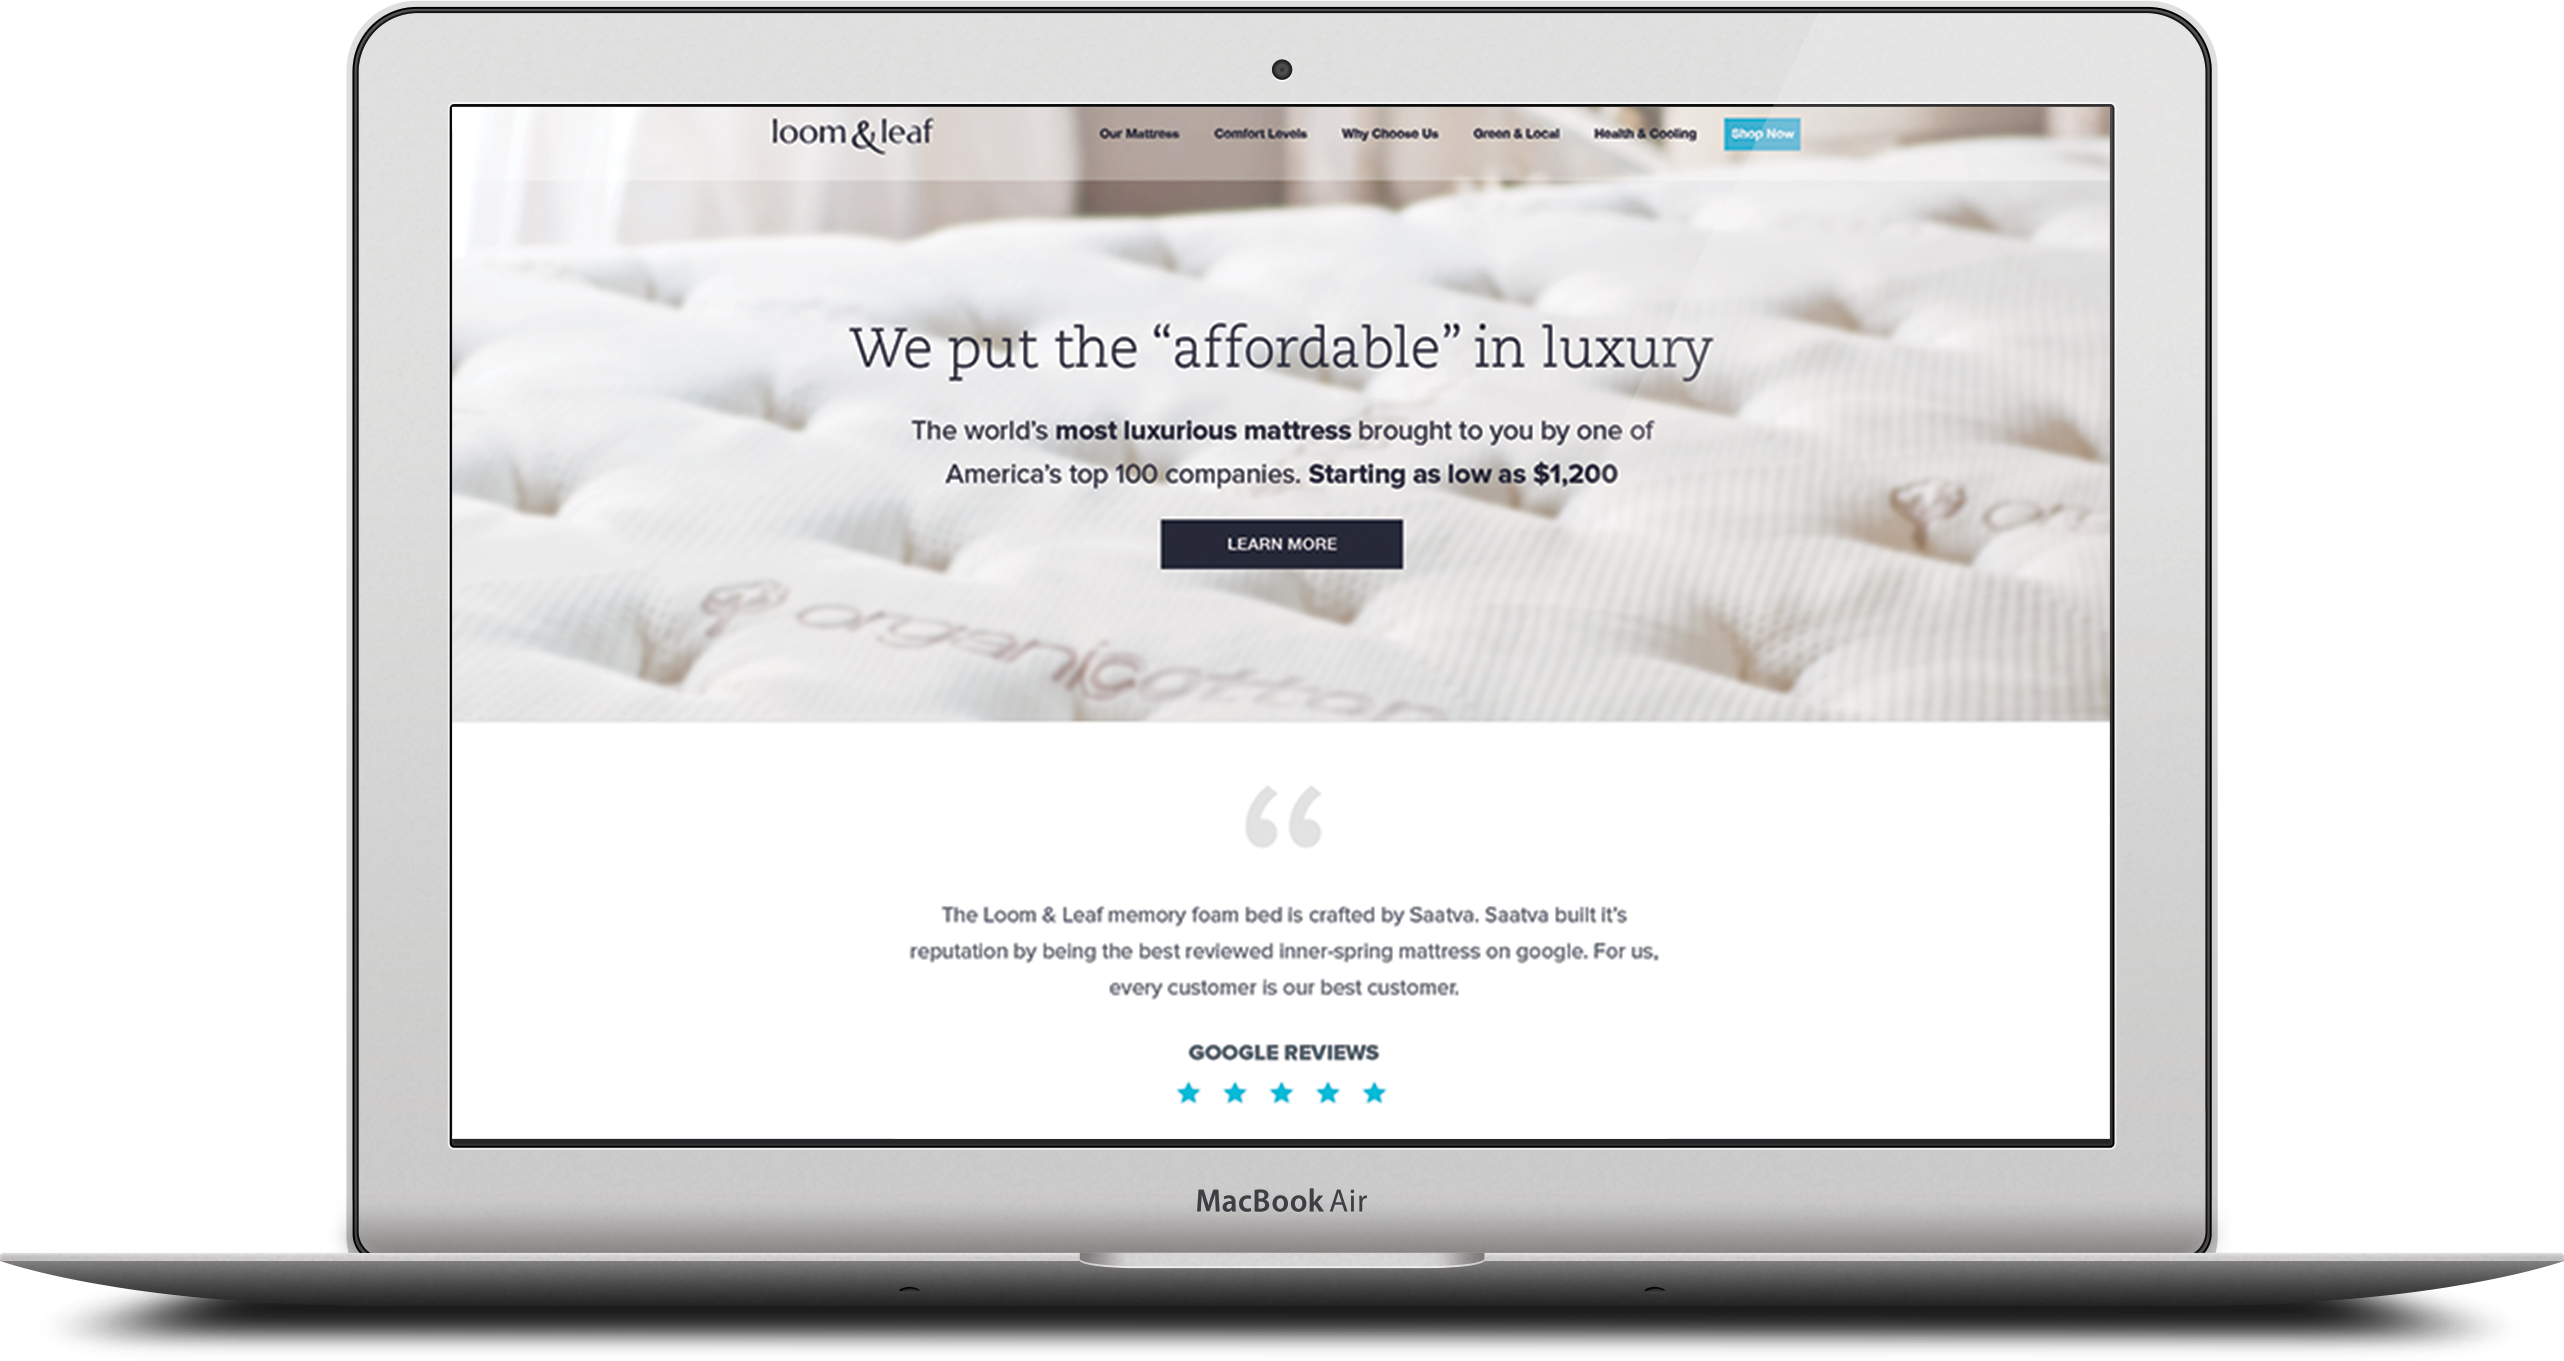 loom&leaf
Our Mattress Comfort Levels Why Choose Us Green & Local Health & Cooling Shop Now
We put the “affordable” in luxury
The world’s most luxurious mattress brought to you by one of
America’s top 100 companies. Starting as low as $1,200
LEARN MORE
organic cotton
“
The Loom & Leaf memory foam bed is crafted by Saatva. Saatva built it’s
reputation by being the best reviewed inner-spring mattress on google. For us,
every customer is our best customer.
GOOGLE REVIEWS
MacBook Air